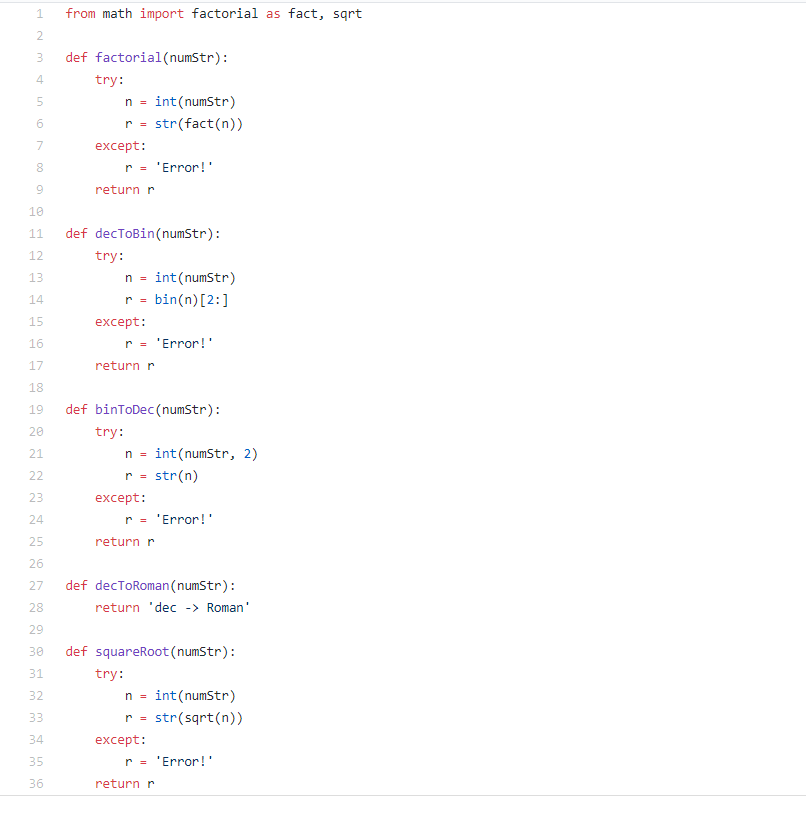 1 from math import factorial as fact, sqrt
2
3 def factorial(numStr):
4     try:
5         n = int(numStr)
6         r = str(fact(n))
7     except:
8         r = 'Error!'
9     return r
10
11 def decToBin(numStr):
12     try:
13         n = int(numStr)
14         r = bin(n)[2:]
15     except:
16         r = 'Error!'
17     return r
18
19 def binToDec(numStr):
20     try:
21         n = int(numStr, 2)
22         r = str(n)
23     except:
24         r = 'Error!'
25     return r
26
27 def decToRoman(numStr):
28     return 'dec -> Roman'
29
30 def squareRoot(numStr):
31     try:
32         n = int(numStr)
33         r = str(sqrt(n))
34     except:
35         r = 'Error!'
36     return r